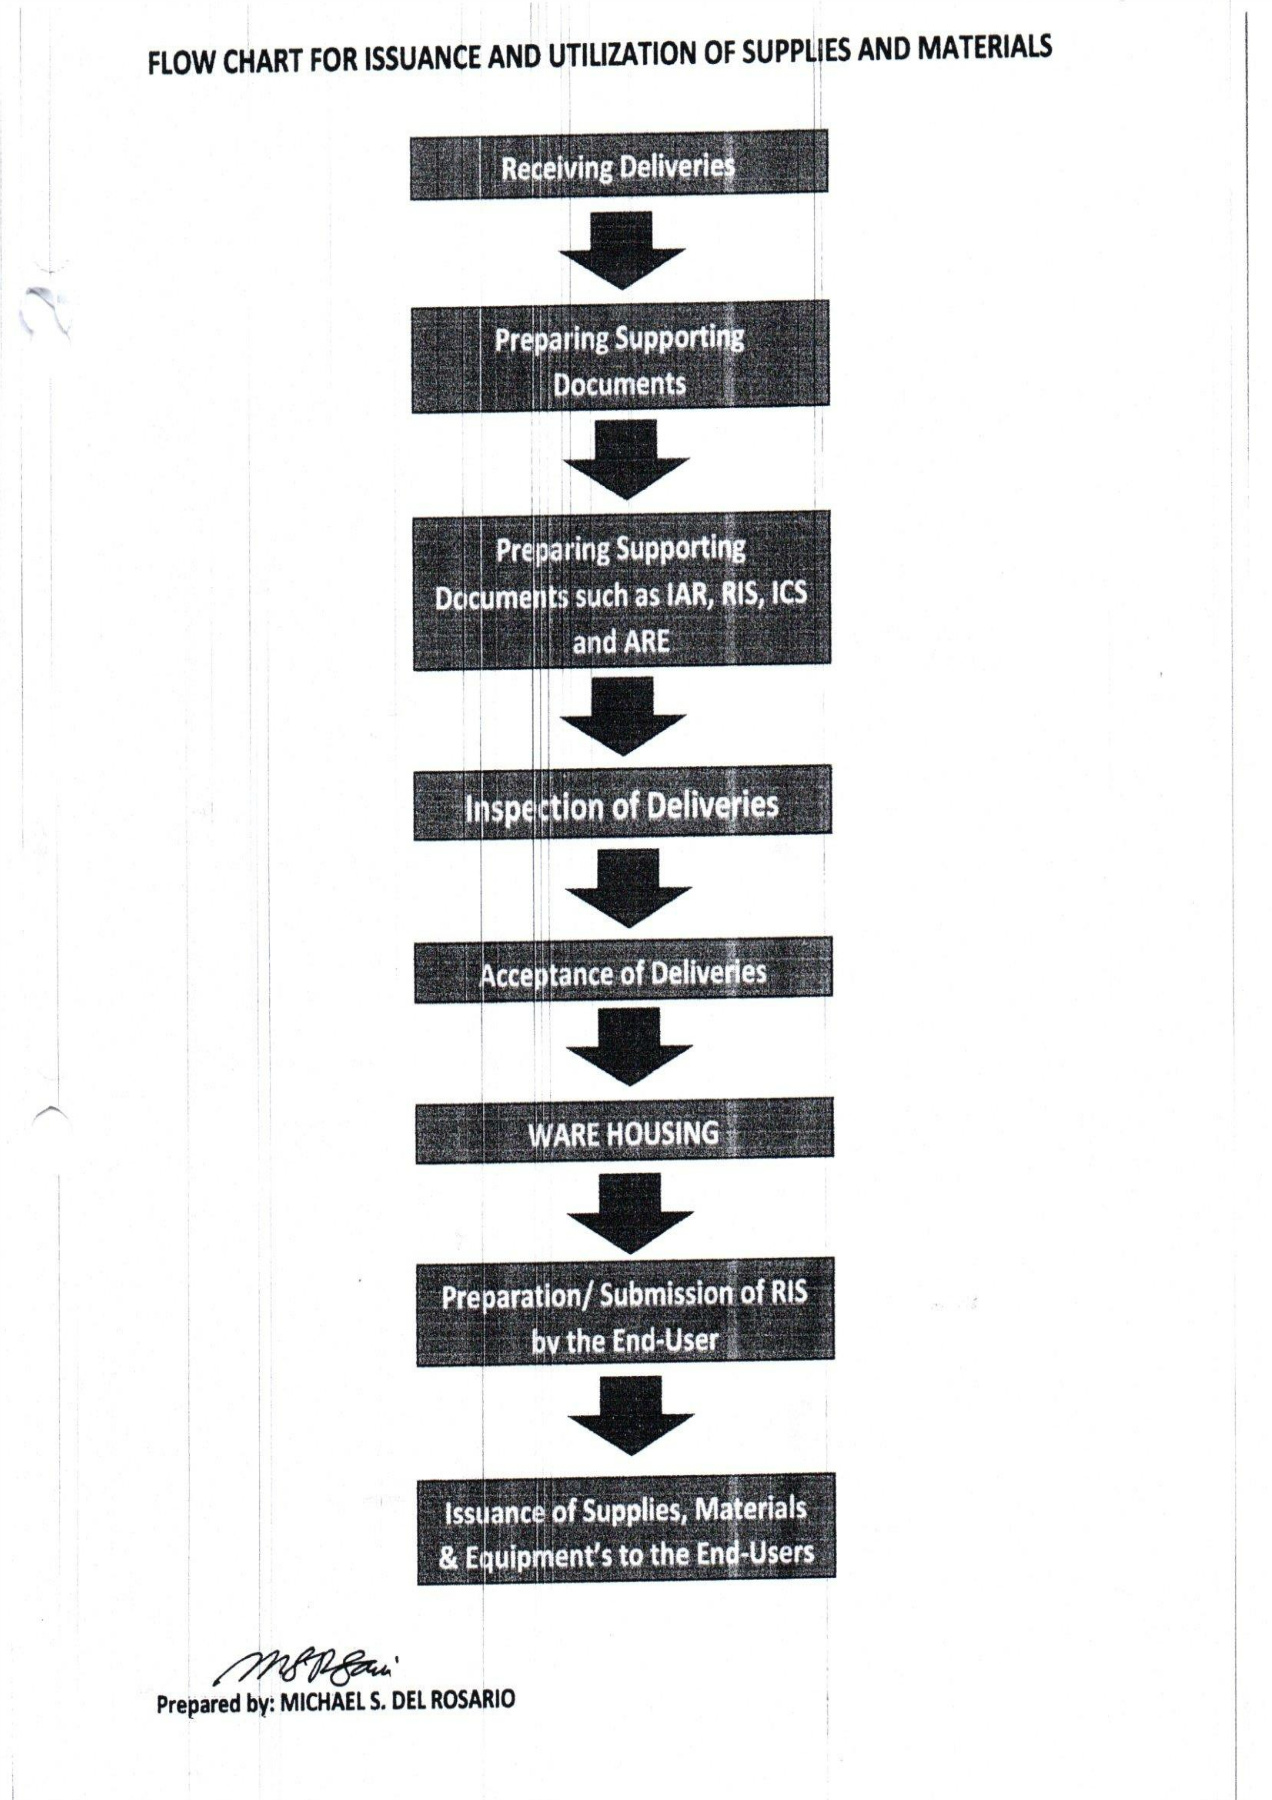 FLOW CHART FOR ISSUANCE AND UTILIZATION OF SUPPLIES AND MATERIALS
Receiving Deliveries
Preparing Supporting
Documents
Preparing Supporting
Documents such as IAR, RIS, ICS
and ARE
Inspection of Deliveries
Acceptance of Deliveries
WARE HOUSING
Preparation/ Submission of RIS
by the End-User
Issuance of Supplies, Materials
& Equipment's to the End-Users
Prepared by: MICHAEL S. DEL ROSARIO